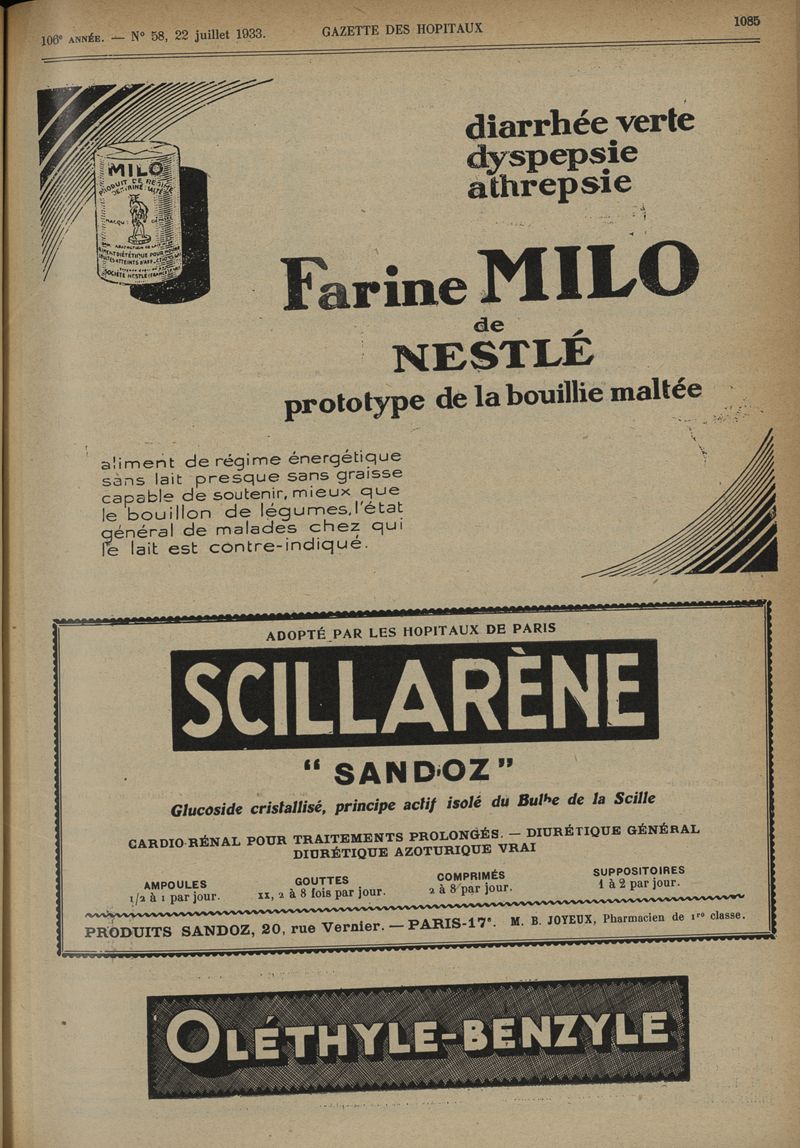 106e ANNÉE. — N° 58, 22 juillet 1933.
GAZETTE DES HOPITAUX
1085
MILO
PRODUIT DE RÉGIME
SOCIÉTÉ NESTLÉ
diarrhée verte
dyspepsie
athrepsie
Farine MILO
de
NESTLÉ
prototype de la bouillie maltée
aliment de régime énergétique
sans lait presque sans graisse
capable de soutenir, mieux que
le bouillon de légumes, l'état
général de malades chez qui
le lait est contre-indiqué.
ADOPTÉ PAR LES HOPITAUX DE PARIS
SCILLARÈNE
“ SANDOZ ”
Glucoside cristallisé, principe actif isolé du Bulbe de la Scille
CARDIO-RÉNAL POUR TRAITEMENTS PROLONGÉS. — DIURÉTIQUE GÉNÉRAL
DIURÉTIQUE AZOTURIQUE VRAI
AMPOULES
1/2 à 1 par jour.
GOUTTES
XX, 2 à 8 fois par jour.
COMPRIMÉS
2 à 8 par jour.
SUPPOSITOIRES
1 à 2 par jour.
PRODUITS SANDOZ, 20, rue Vernier. — PARIS-17e. M. B. JOYEUX, Pharmacien de 1re classe.
OLÉTHYLE-BENZYLE